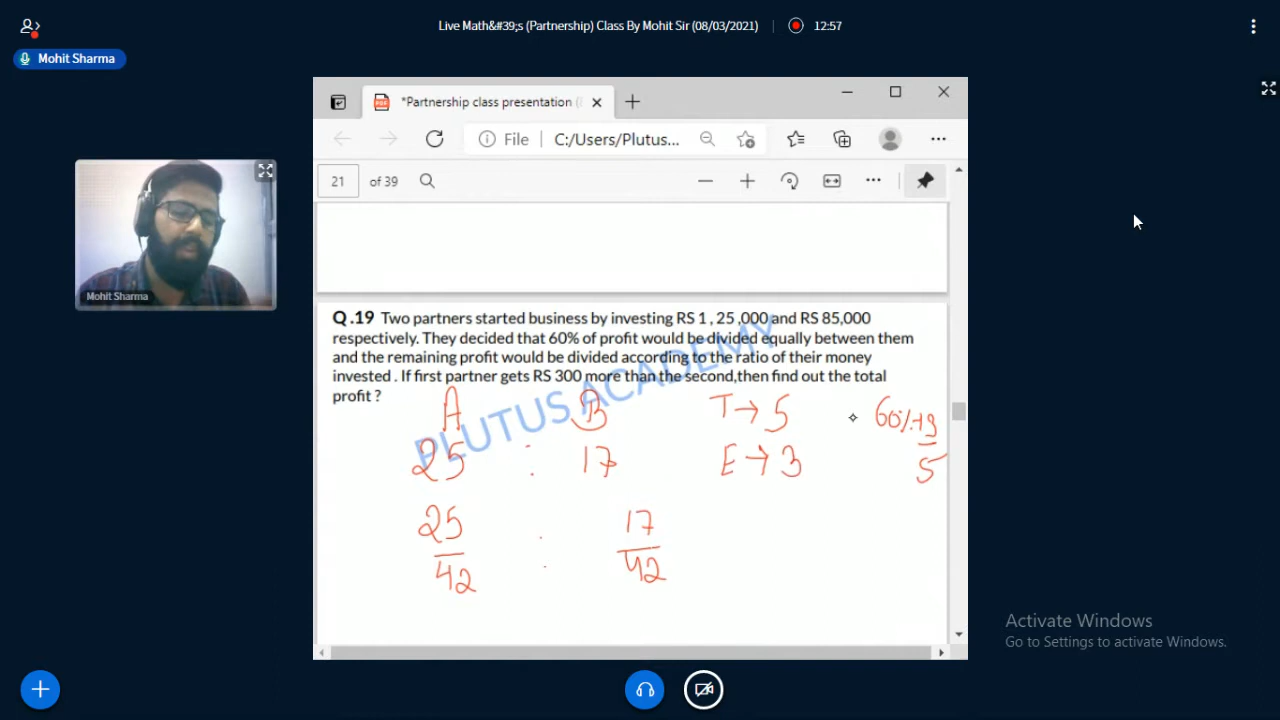 Live Math&#39;s (Partnership) Class By Mohit Sir (08/03/2021)
12:57
Mohit Sharma
*Partnership class presentation (
File
C:/Users/Plutus...
21 of 39
Mohit Sharma
Q.19 Two partners started business by investing RS 1,25,000 and RS 85,000
respectively. They decided that 60% of profit would be divided equally between them
and the remaining profit would be divided according to the ratio of their money
invested . If first partner gets RS 300 more than the second,then find out the total
profit ?
PLUTUS ACADEMY
A B T→5 60%
25 : 17 E→3 5
25 : 17
42 42
Activate Windows
Go to Settings to activate Windows.